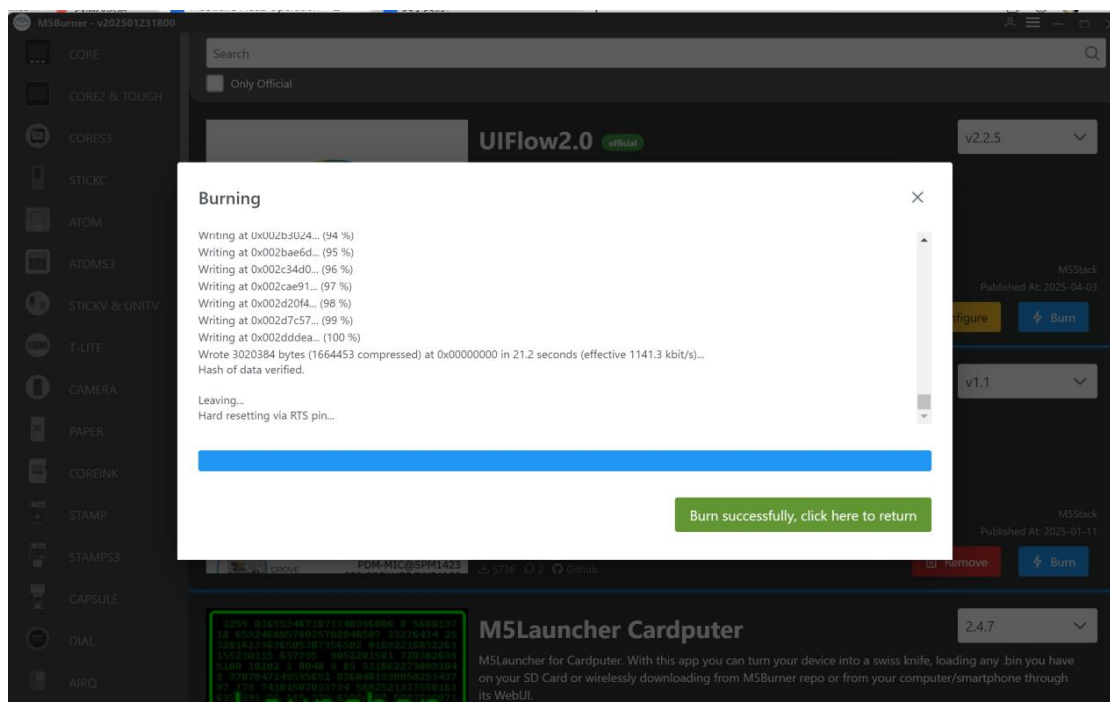 M5Burner - v202501231800
CORE
CORE2 & TOUGH
CORES3
STICKC
ATOM
ATOMS3
STICKV & UNITV
T-LITE
CAMERA
PAPER
COREINK
STAMP
STAMPS3
CAPSULE
DIAL
AIRQ
Search
Only Official
UIFlow2.0 official
v2.2.5
M5Stack
Published At: 2025-04-03
Burn
Burning
Writing at 0x002b3024... (94 %)
Writing at 0x002bae6d... (95 %)
Writing at 0x002c34d0... (96 %)
Writing at 0x002cae91... (97 %)
Writing at 0x002d20f4... (98 %)
Writing at 0x002d7c57... (99 %)
Writing at 0x002dddea... (100 %)
Wrote 3020384 bytes (1664453 compressed) at 0x00000000 in 21.2 seconds (effective 1141.3 kbit/s)...
Hash of data verified.
Leaving...
Hard resetting via RTS pin...
Burn successfully, click here to return
v1.1
M5Stack
Published At: 2025-01-11
GROVE
PDM-MIC@SPM1423
5736 2 Github
Remove
Burn
M5Launcher Cardputer
2.4.7
M5Launcher for Cardputer. With this app you can turn your device into a swiss knife, loading any .bin you have
on your SD Card or wirelessly downloading from M5Burner repo or from your computer/smartphone through
its WebUI.